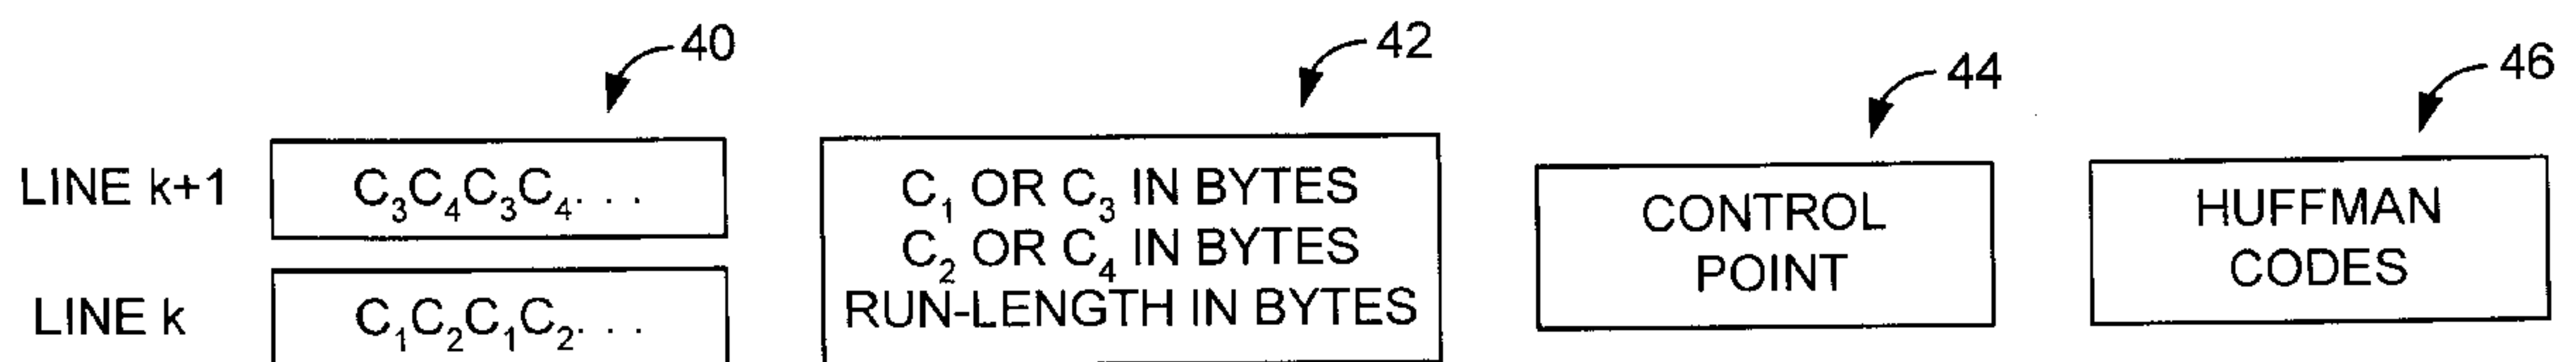 40
42
44
46
LINE k+1
C₃C₄C₃C₄. . .
C₁ OR C₃ IN BYTES
C₂ OR C₄ IN BYTES
RUN-LENGTH IN BYTES
CONTROL
POINT
HUFFMAN
CODES
LINE k
C₁C₂C₁C₂. . .